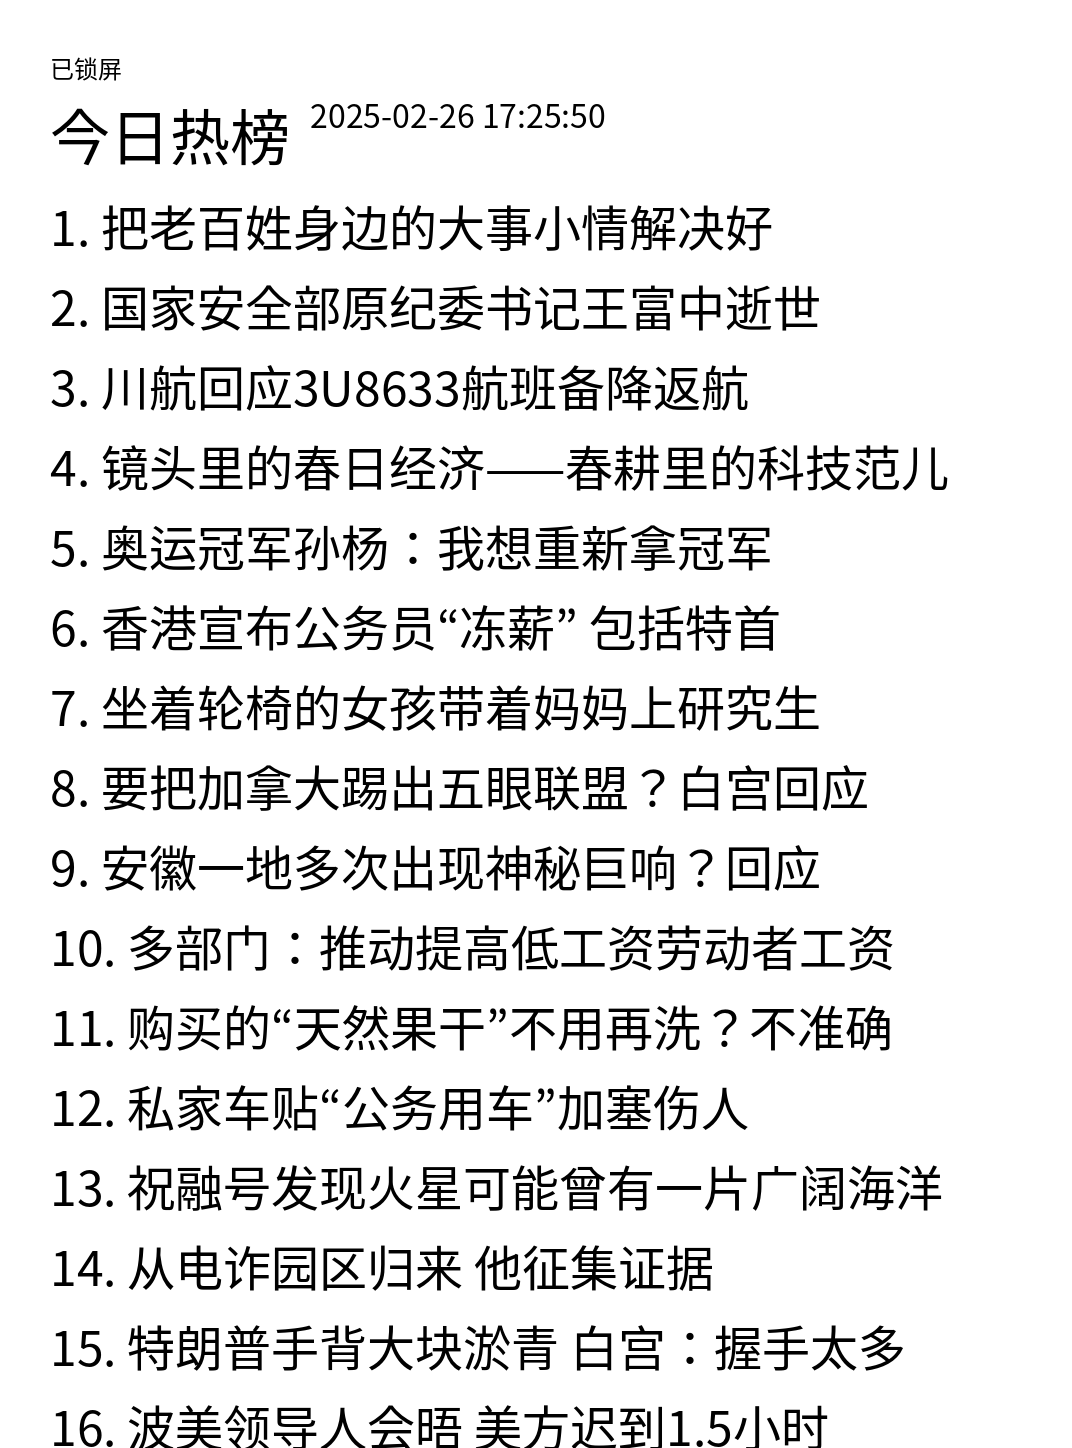 已锁屏
今日热榜 2025-02-26 17:25:50
1. 把老百姓身边的大事小情解决好
2. 国家安全部原纪委书记王富中逝世
3. 川航回应3U8633航班备降返航
4. 镜头里的春日经济——春耕里的科技范儿
5. 奥运冠军孙杨：我想重新拿冠军
6. 香港宣布公务员“冻薪” 包括特首
7. 坐着轮椅的女孩带着妈妈上研究生
8. 要把加拿大踢出五眼联盟？白宫回应
9. 安徽一地多次出现神秘巨响？回应
10. 多部门：推动提高低工资劳动者工资
11. 购买的“天然果干”不用再洗？不准确
12. 私家车贴“公务用车”加塞伤人
13. 祝融号发现火星可能曾有一片广阔海洋
14. 从电诈园区归来 他征集证据
15. 特朗普手背大块淤青 白宫：握手太多
16. 波美领导人会晤 美方迟到1.5小时